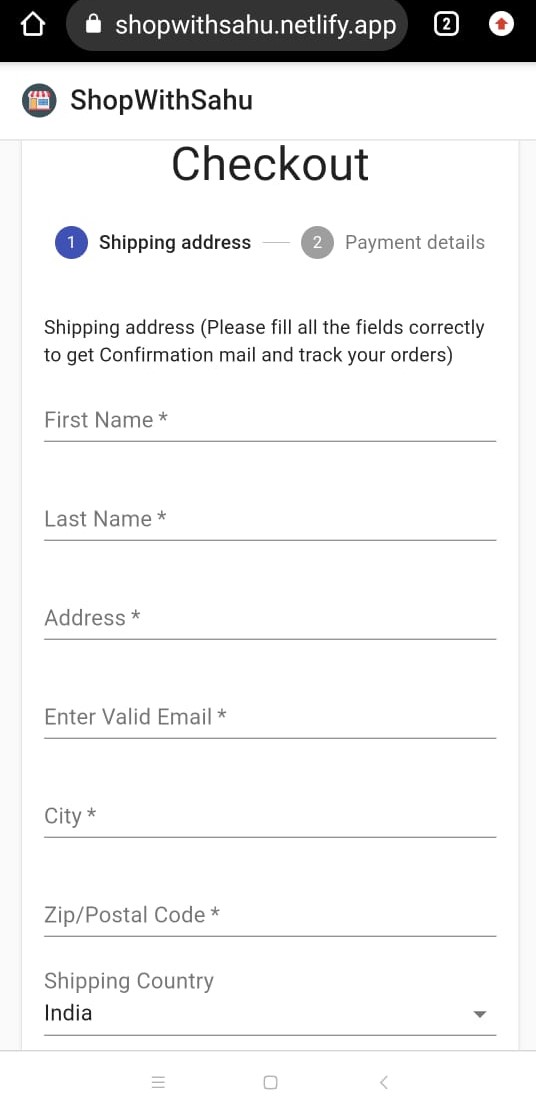 shopwithsahu.netlify.app
2
ShopWithSahu
Checkout
1 Shipping address 2 Payment details
Shipping address (Please fill all the fields correctly
to get Confirmation mail and track your orders)
First Name *
Last Name *
Address *
Enter Valid Email *
City *
Zip/Postal Code *
Shipping Country
India